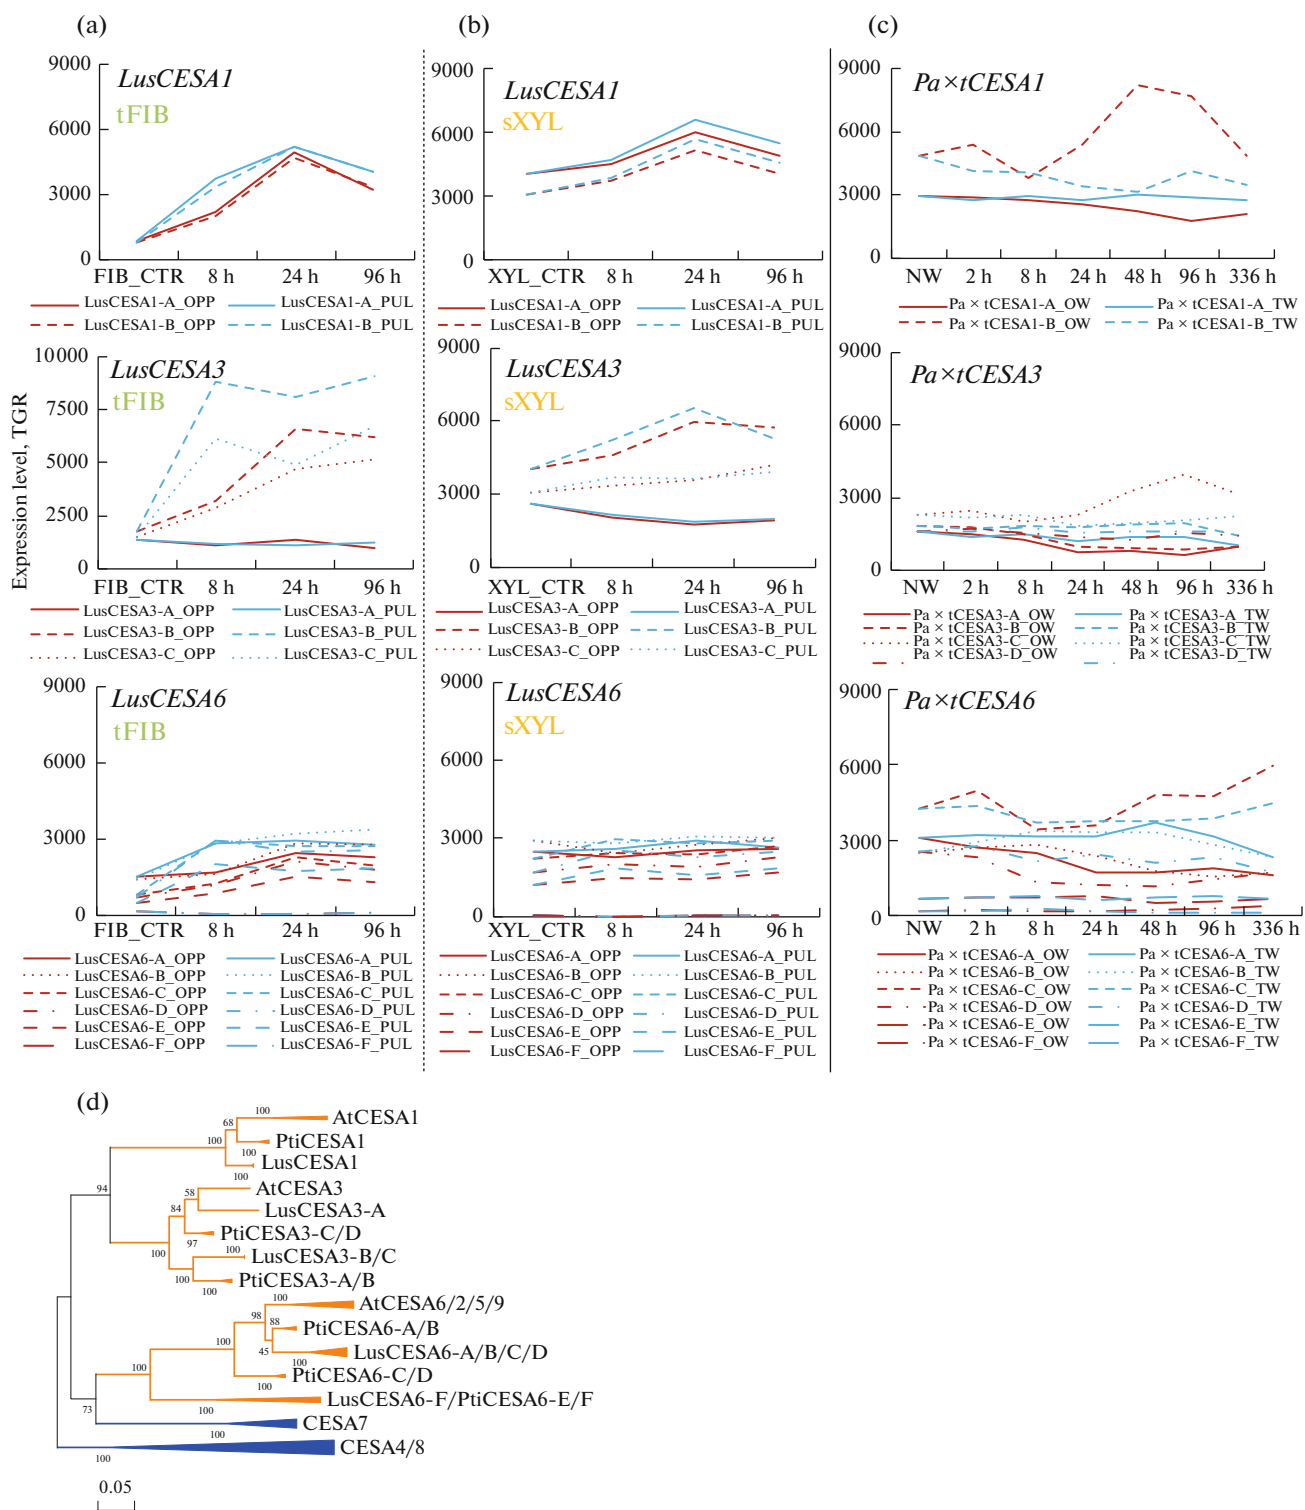 (a)
(b)
(c)
Expression level, TGR
9000
6000
3000
0
LusCESA1
tFIB
FIB_CTR 8 h 24 h 96 h
LusCESA1-A_OPP LusCESA1-A_PUL
LusCESA1-B_OPP LusCESA1-B_PUL
9000
6000
3000
0
LusCESA1
sXYL
XYL_CTR 8 h 24 h 96 h
LusCESA1-A_OPP LusCESA1-A_PUL
LusCESA1-B_OPP LusCESA1-B_PUL
9000
6000
3000
0
Pa×tCESA1
NW 2 h 8 h 24 h 48 h 96 h 336 h
Pa × tCESA1-A_OW Pa × tCESA1-A_TW
Pa × tCESA1-B_OW Pa × tCESA1-B_TW
10000
7500
5000
2500
0
LusCESA3
tFIB
FIB_CTR 8 h 24 h 96 h
LusCESA3-A_OPP LusCESA3-A_PUL
LusCESA3-B_OPP LusCESA3-B_PUL
LusCESA3-C_OPP LusCESA3-C_PUL
9000
6000
3000
0
LusCESA3
sXYL
XYL_CTR 8 h 24 h 96 h
LusCESA3-A_OPP LusCESA3-A_PUL
LusCESA3-B_OPP LusCESA3-B_PUL
LusCESA3-C_OPP LusCESA3-C_PUL
9000
6000
3000
0
Pa×tCESA3
NW 2 h 8 h 24 h 48 h 96 h 336 h
Pa × tCESA3-A_OW Pa × tCESA3-A_TW
Pa × tCESA3-B_OW Pa × tCESA3-B_TW
Pa × tCESA3-C_OW Pa × tCESA3-C_TW
Pa × tCESA3-D_OW Pa × tCESA3-D_TW
9000
6000
3000
0
LusCESA6
tFIB
FIB_CTR 8 h 24 h 96 h
LusCESA6-A_OPP LusCESA6-A_PUL
LusCESA6-B_OPP LusCESA6-B_PUL
LusCESA6-C_OPP LusCESA6-C_PUL
LusCESA6-D_OPP LusCESA6-D_PUL
LusCESA6-E_OPP LusCESA6-E_PUL
LusCESA6-F_OPP LusCESA6-F_PUL
9000
6000
3000
0
LusCESA6
sXYL
XYL_CTR 8 h 24 h 96 h
LusCESA6-A_OPP LusCESA6-A_PUL
LusCESA6-B_OPP LusCESA6-B_PUL
LusCESA6-C_OPP LusCESA6-C_PUL
LusCESA6-D_OPP LusCESA6-D_PUL
LusCESA6-E_OPP LusCESA6-E_PUL
LusCESA6-F_OPP LusCESA6-F_PUL
9000
6000
3000
0
Pa×tCESA6
NW 2 h 8 h 24 h 48 h 96 h 336 h
Pa × tCESA6-A_OW Pa × tCESA6-A_TW
Pa × tCESA6-B_OW Pa × tCESA6-B_TW
Pa × tCESA6-C_OW Pa × tCESA6-C_TW
Pa × tCESA6-D_OW Pa × tCESA6-D_TW
Pa × tCESA6-E_OW Pa × tCESA6-E_TW
Pa × tCESA6-F_OW Pa × tCESA6-F_TW
(d)
100 AtCESA1
68
100 PtiCESA1
100
LusCESA1
100
94
AtCESA3
58
LusCESA3-A
84
PtiCESA3-C/D
97
100
100 LusCESA3-B/C
100
PtiCESA3-A/B
100
100 AtCESA6/2/5/9
98
88 PtiCESA6-A/B
100
45 LusCESA6-A/B/C/D
100
100
PtiCESA6-C/D
100
LusCESA6-F/PtiCESA6-E/F
100
73
CESA7
100
CESA4/8
100
0.05